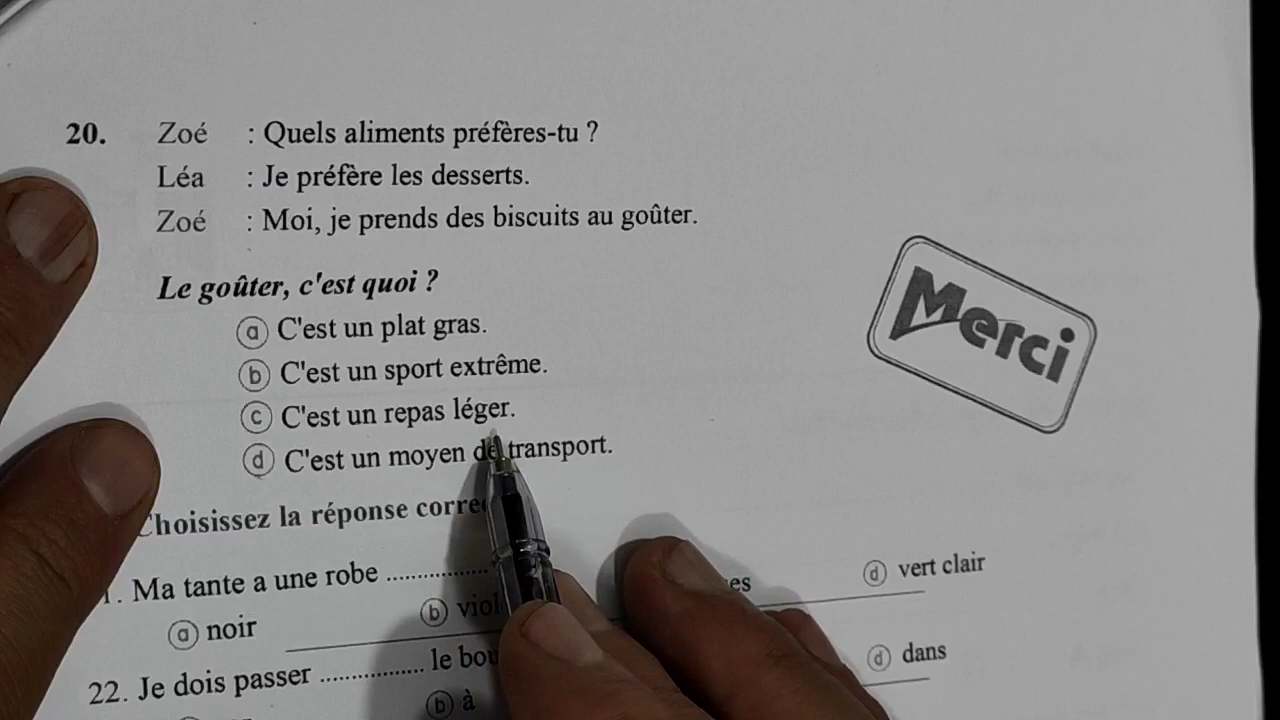 20. Zoé : Quels aliments préfères-tu ?
Léa : Je préfère les desserts.
Zoé : Moi, je prends des biscuits au goûter.
Le goûter, c'est quoi ?
ⓐ C'est un plat gras.
ⓑ C'est un sport extrême.
ⓒ C'est un repas léger.
ⓓ C'est un moyen de transport.
Merci
Choisissez la réponse
Ma tante a une robe ...............
ⓐ noir ⓑ ⓓ vert clair
22. Je dois passer ................ le
ⓑ à ⓓ dans